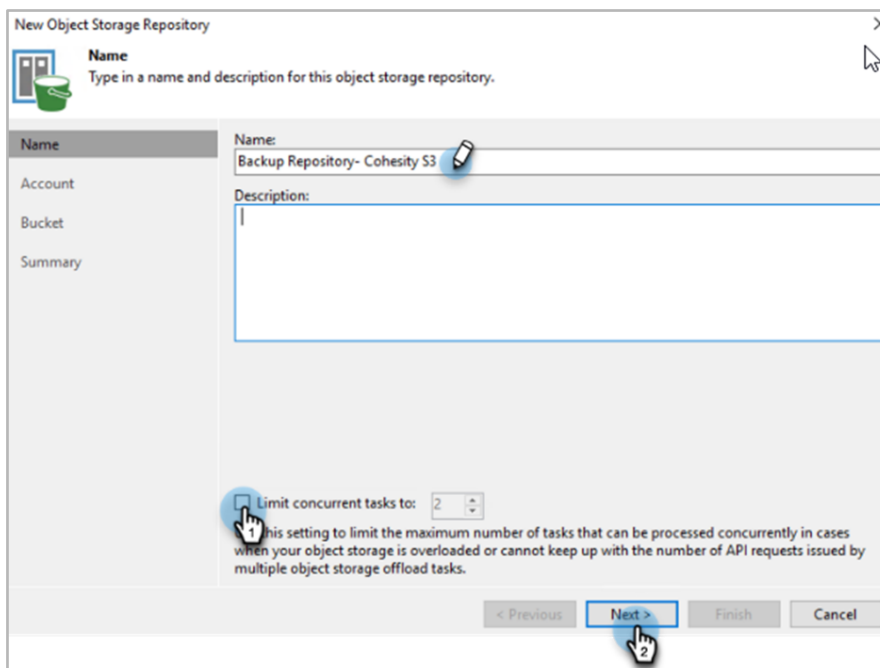 New Object Storage Repository
Name
Type in a name and description for this object storage repository.
Name
Account
Bucket
Summary
Name:
Backup Repository- Cohesity S3
Description:
Limit concurrent tasks to: 2
1
this setting to limit the maximum number of tasks that can be processed concurrently in cases
when your object storage is overloaded or cannot keep up with the number of API requests issued by
multiple object storage offload tasks.
< Previous Next > Finish Cancel
2